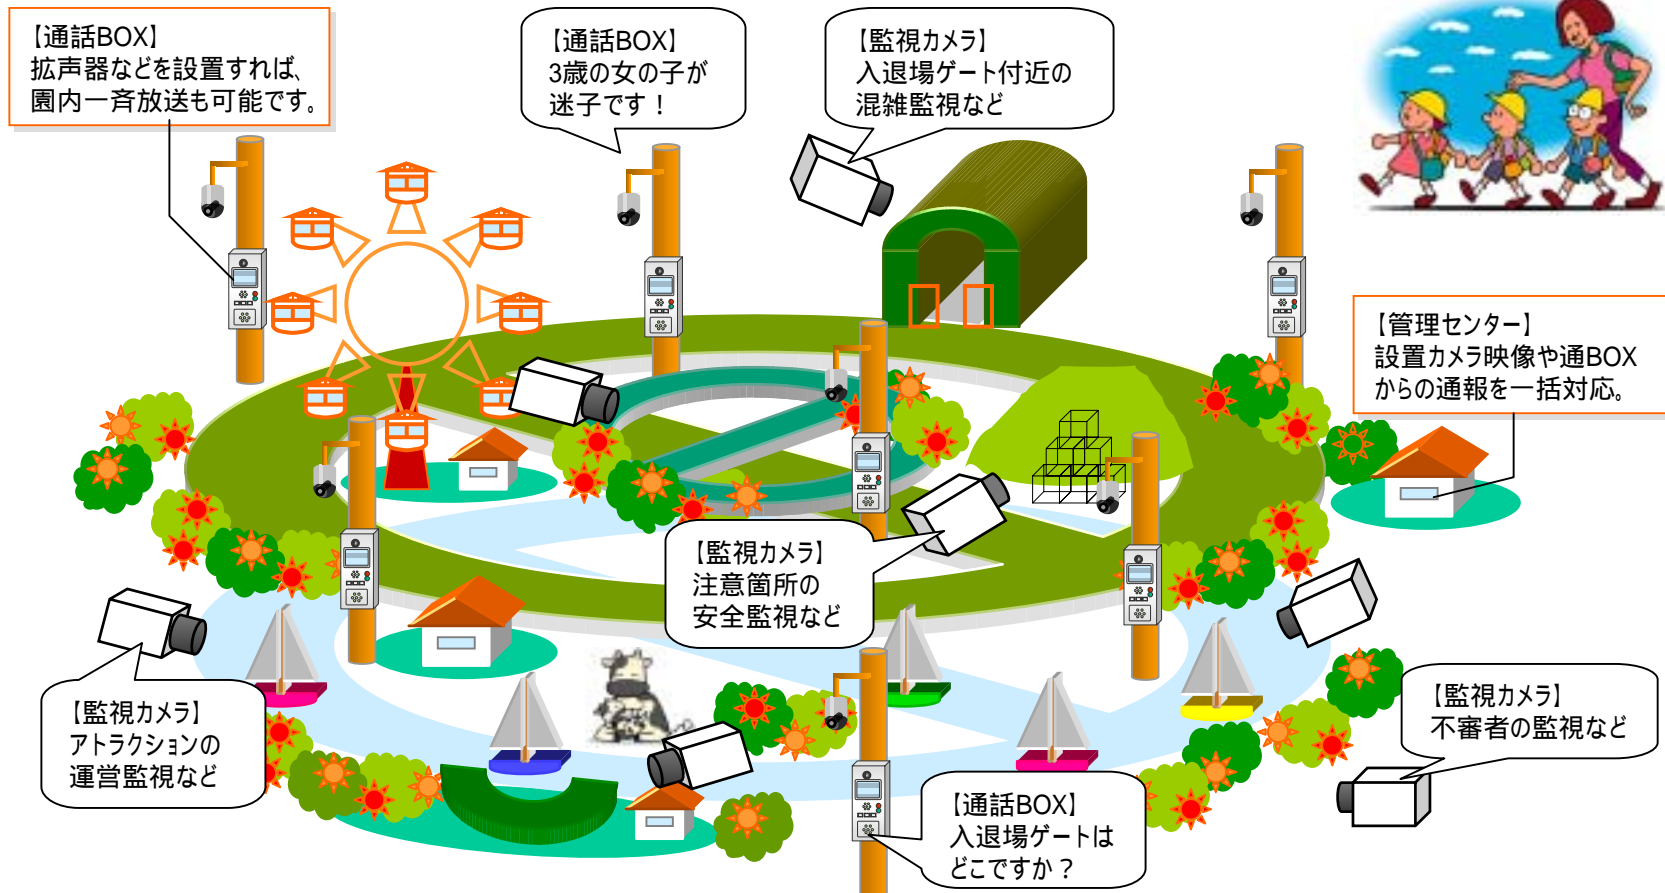 【通話BOX】
拡声器などを設置すれば、
園内一斉放送も可能です。
【通話BOX】
3歳の女の子が
迷子です！
【監視カメラ】
入退場ゲート付近の
混雑監視など
【管理センター】
設置カメラ映像や通BOX
からの通報を一括対応。
【監視カメラ】
注意箇所の
安全監視など
【監視カメラ】
アトラクションの
運営監視など
【監視カメラ】
不審者の監視など
【通話BOX】
入退場ゲートは
どこですか？